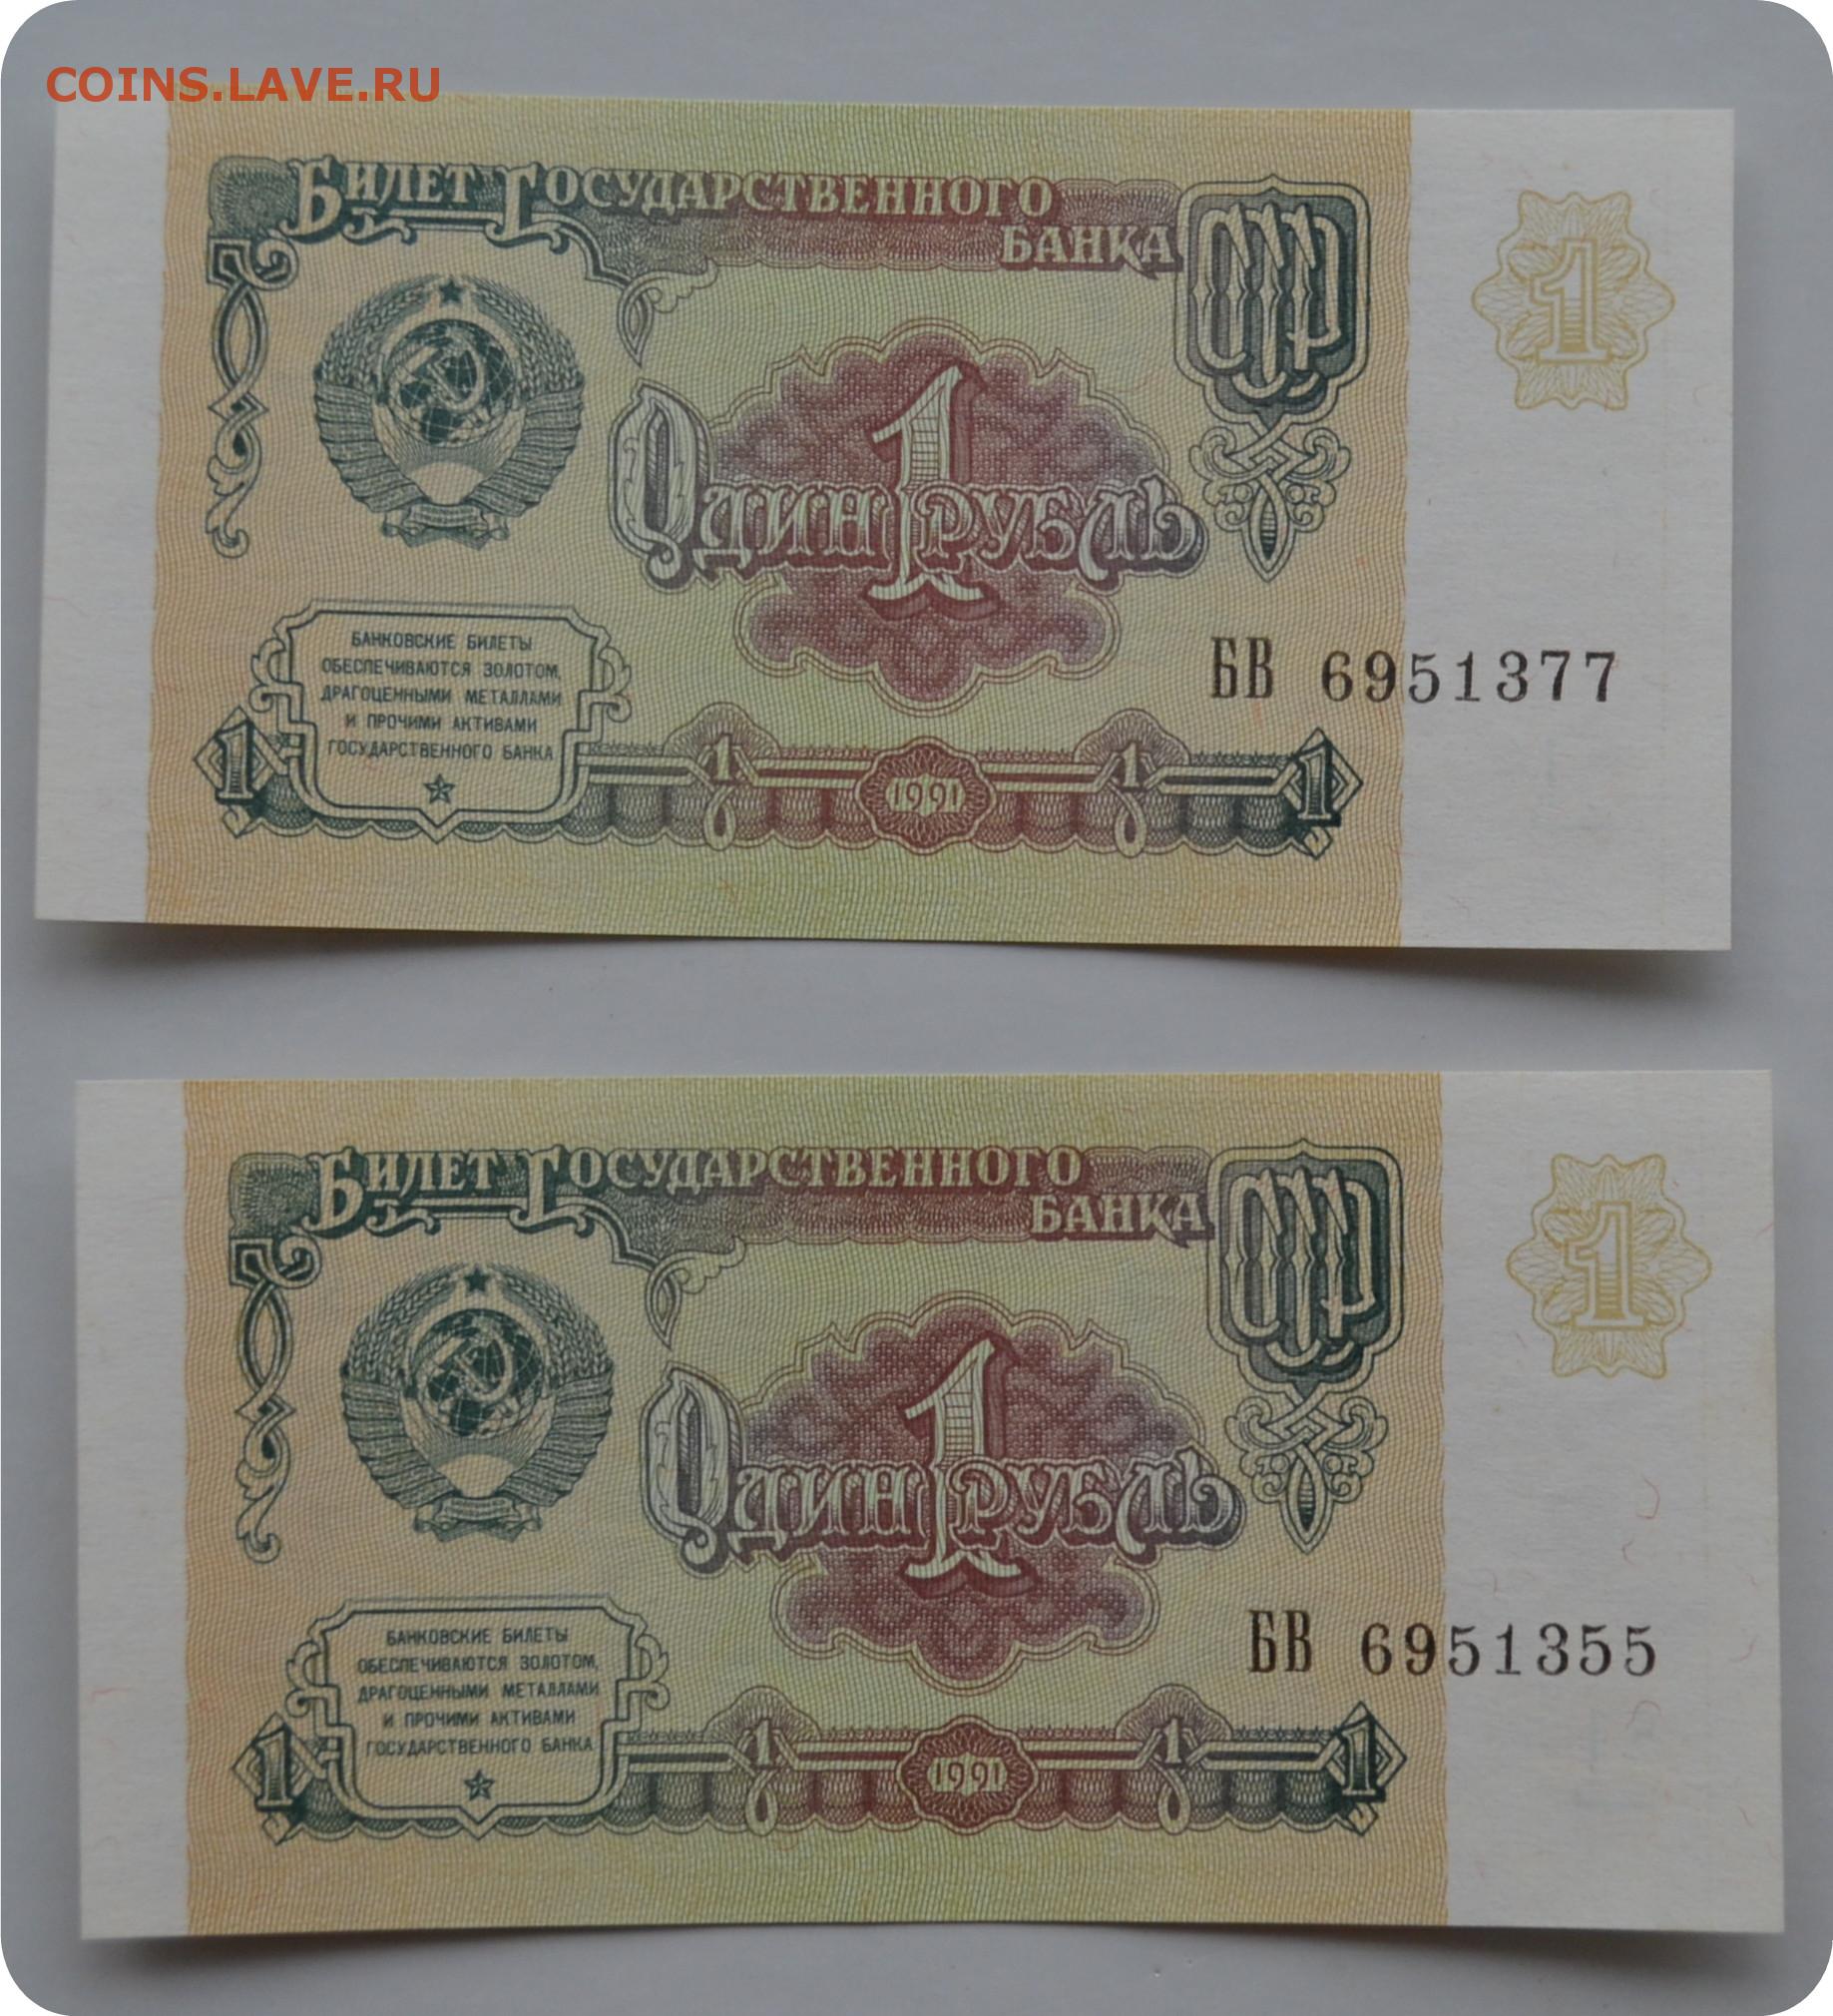 COINS.LAVE.RU
БИЛЕТ ГОСУДАРСТВЕННОГО
БАНКА
СССР
1
1
ОДИН РУБЛЬ
БАНКОВСКИЕ БИЛЕТЫ
ОБЕСПЕЧИВАЮТСЯ ЗОЛОТОМ,
ДРАГОЦЕННЫМИ МЕТАЛЛАМИ
И ПРОЧИМИ АКТИВАМИ
ГОСУДАРСТВЕННОГО БАНКА
БВ 6951377
1 1 1991 1 1
БИЛЕТ ГОСУДАРСТВЕННОГО
БАНКА
СССР
1
1
ОДИН РУБЛЬ
БАНКОВСКИЕ БИЛЕТЫ
ОБЕСПЕЧИВАЮТСЯ ЗОЛОТОМ,
ДРАГОЦЕННЫМИ МЕТАЛЛАМИ
И ПРОЧИМИ АКТИВАМИ
ГОСУДАРСТВЕННОГО БАНКА
БВ 6951355
1 1 1991 1 1